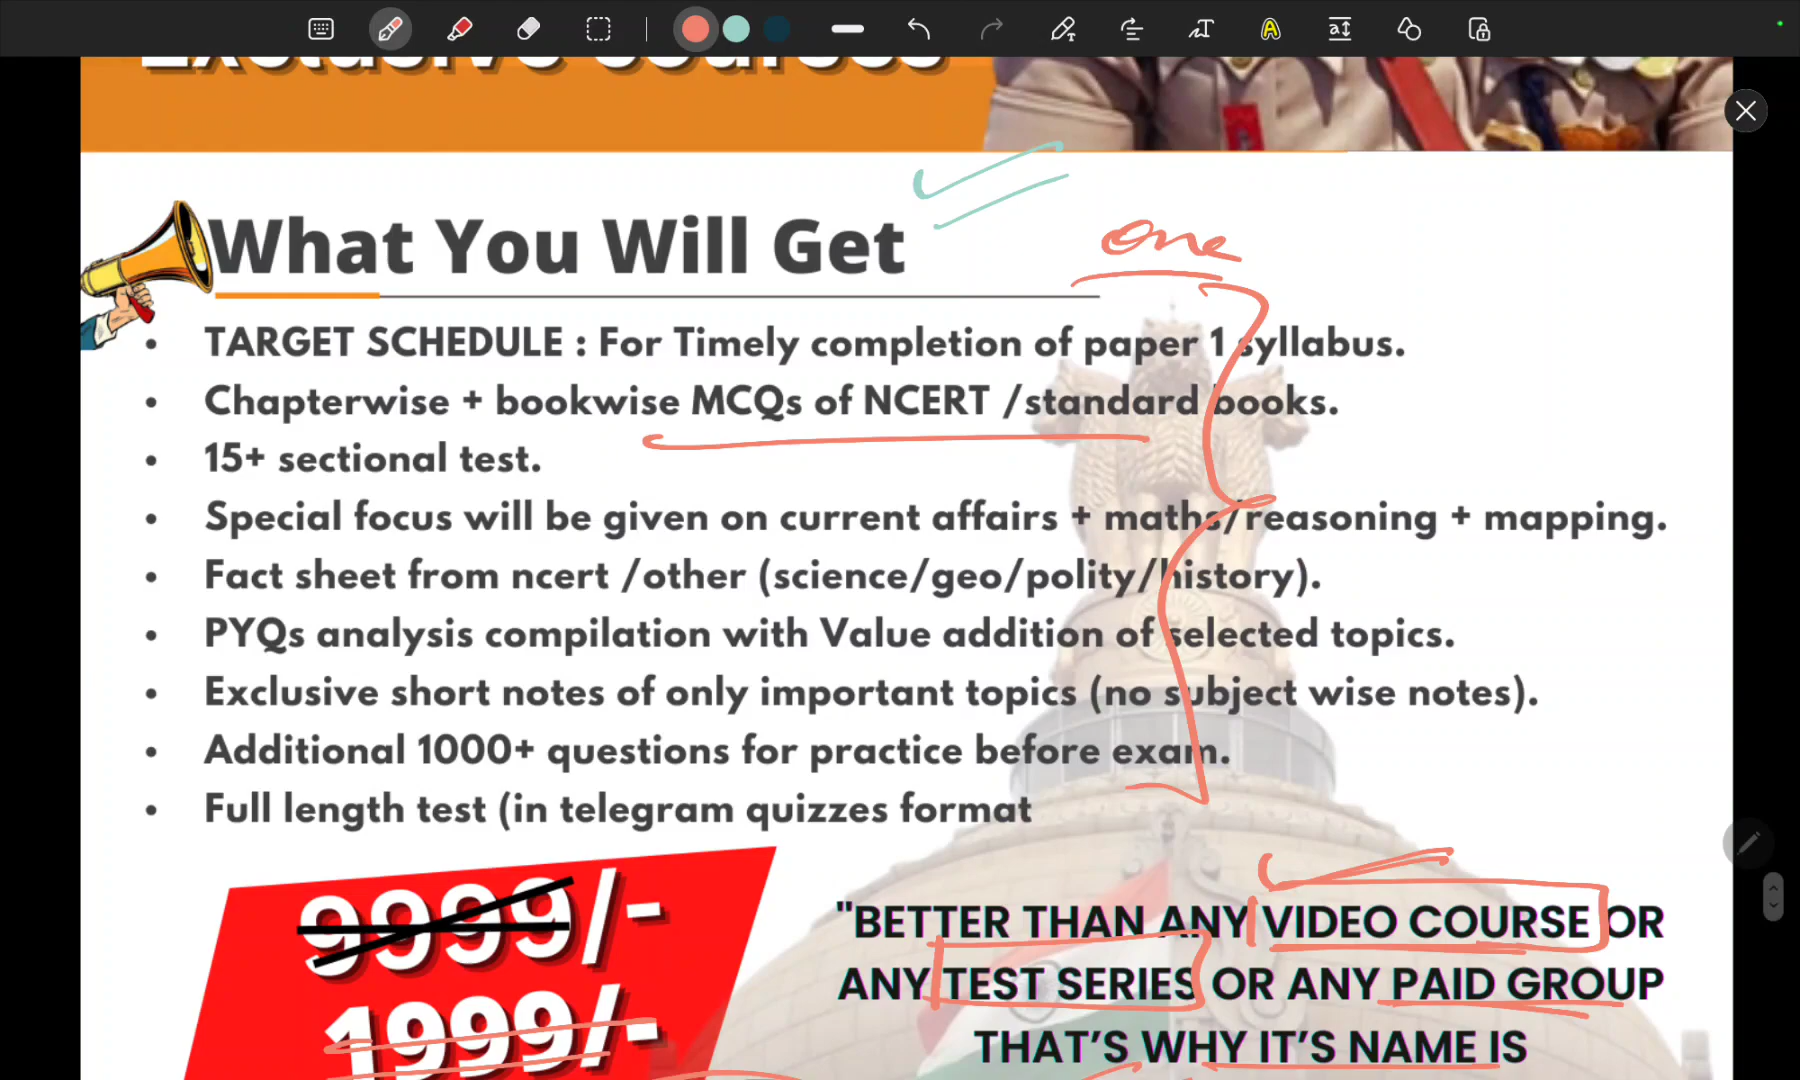 Exclusive Courses
What You Will Get
one
• TARGET SCHEDULE : For Timely completion of paper 1 syllabus.
• Chapterwise + bookwise MCQs of NCERT /standard books.
• 15+ sectional test.
• Special focus will be given on current affairs + maths/reasoning + mapping.
• Fact sheet from ncert /other (science/geo/polity/history).
• PYQs analysis compilation with Value addition of selected topics.
• Exclusive short notes of only important topics (no subject wise notes).
• Additional 1000+ questions for practice before exam.
• Full length test (in telegram quizzes format
9999/-
1999/-
"BETTER THAN ANY VIDEO COURSE OR
ANY TEST SERIES OR ANY PAID GROUP
THAT'S WHY IT'S NAME IS